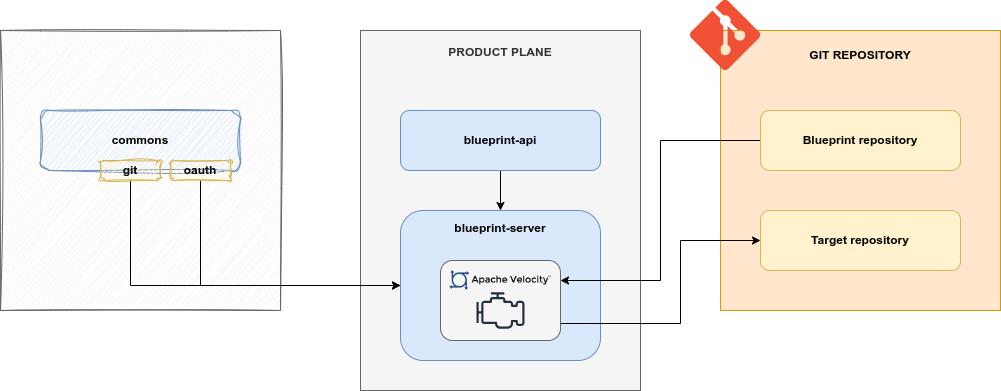 commons
git
oauth
PRODUCT PLANE
blueprint-api
blueprint-server
Apache Velocity™
GIT REPOSITORY
Blueprint repository
Target repository